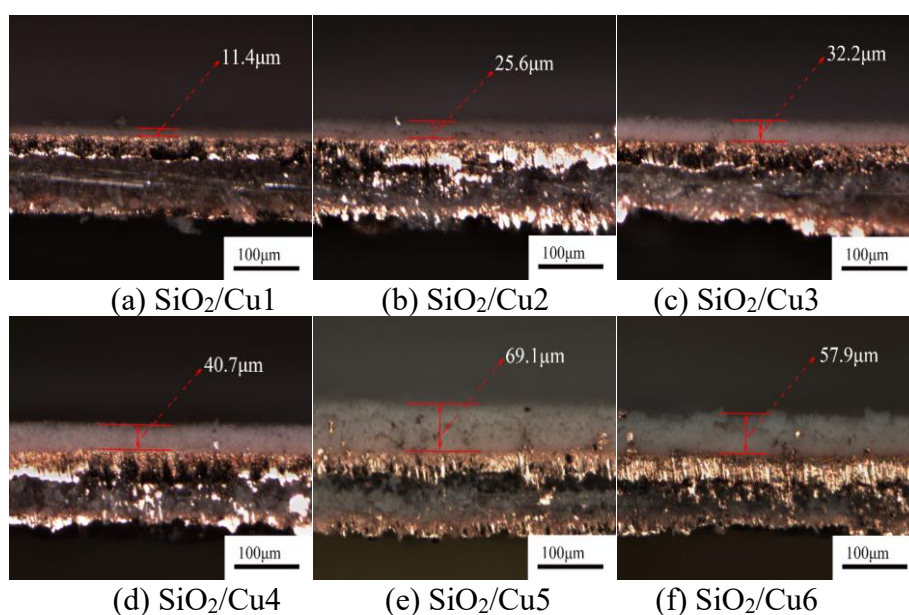 11.4μm
25.6μm
32.2μm
100μm
100μm
100μm
(a) SiO₂/Cu1
(b) SiO₂/Cu2
(c) SiO₂/Cu3
40.7μm
69.1μm
57.9μm
100μm
100μm
100μm
(d) SiO₂/Cu4
(e) SiO₂/Cu5
(f) SiO₂/Cu6